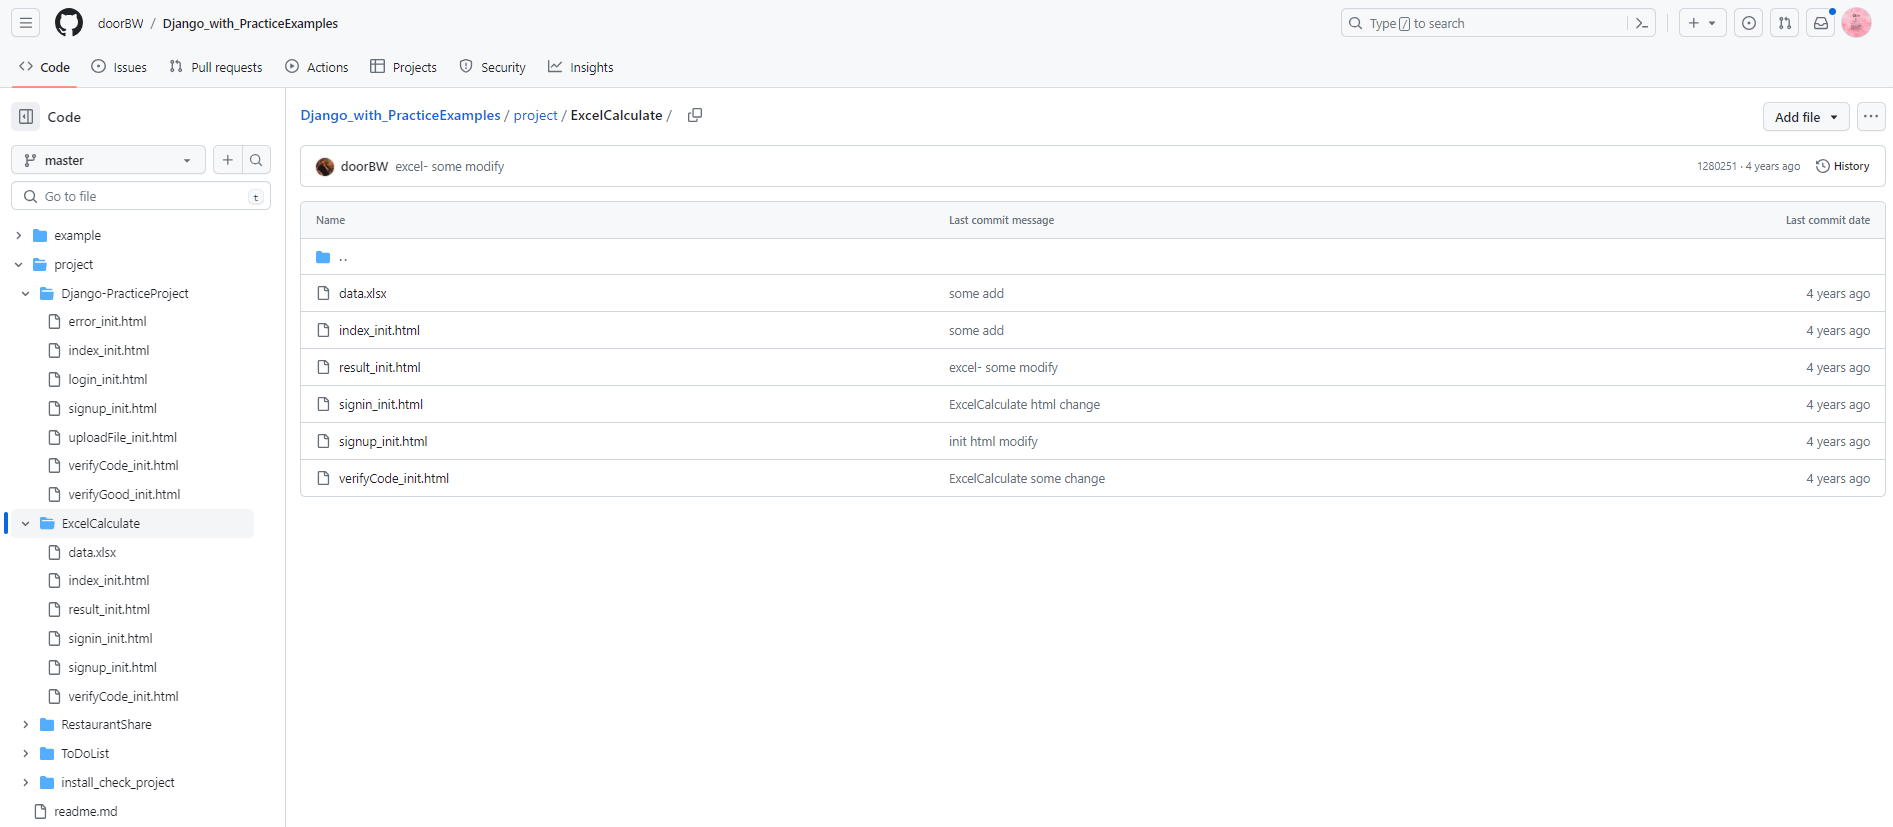 doorBW / Django_with_PracticeExamples
Type / to search
Code
Issues
Pull requests
Actions
Projects
Security
Insights
Code
master
Go to file
t
example
project
Django-PracticeProject
error_init.html
index_init.html
login_init.html
signup_init.html
uploadFile_init.html
verifyCode_init.html
verifyGood_init.html
ExcelCalculate
data.xlsx
index_init.html
result_init.html
signin_init.html
signup_init.html
verifyCode_init.html
RestaurantShare
ToDoList
install_check_project
readme.md
Django_with_PracticeExamples / project / ExcelCalculate /
Add file
doorBW excel- some modify
1280251 · 4 years ago
History
Name Last commit message Last commit date
..
data.xlsx some add 4 years ago
index_init.html some add 4 years ago
result_init.html excel- some modify 4 years ago
signin_init.html ExcelCalculate html change 4 years ago
signup_init.html init html modify 4 years ago
verifyCode_init.html ExcelCalculate some change 4 years ago